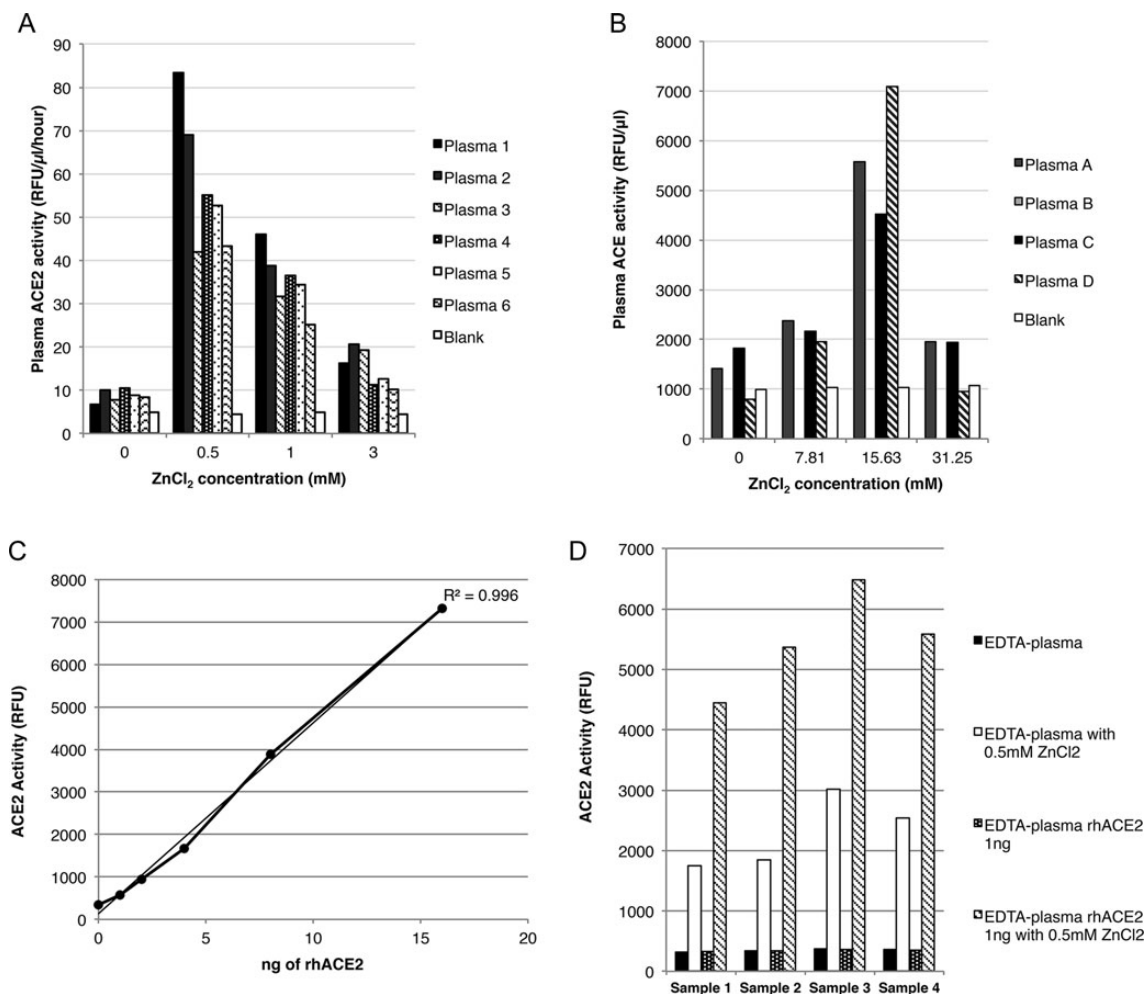 A
Plasma ACE2 activity (RFU/µl/hour)
90
80
70
60
50
40
30
20
10
0
0 0.5 1 3
ZnCl₂ concentration (mM)
Plasma 1
Plasma 2
Plasma 3
Plasma 4
Plasma 5
Plasma 6
Blank
B
Plasma ACE activity (RFU/µl)
8000
7000
6000
5000
4000
3000
2000
1000
0
0 7.81 15.63 31.25
ZnCl₂ concentration (mM)
Plasma A
Plasma B
Plasma C
Plasma D
Blank
C
ACE2 Activity (RFU)
8000
7000
6000
5000
4000
3000
2000
1000
0
R² = 0.996
0 5 10 15 20
ng of rhACE2
D
ACE2 Activity (RFU)
7000
6000
5000
4000
3000
2000
1000
0
Sample 1 Sample 2 Sample 3 Sample 4
EDTA-plasma
EDTA-plasma with
0.5mM ZnCl2
EDTA-plasma rhACE2
1ng
EDTA-plasma rhACE2
1ng with 0.5mM ZnCl2